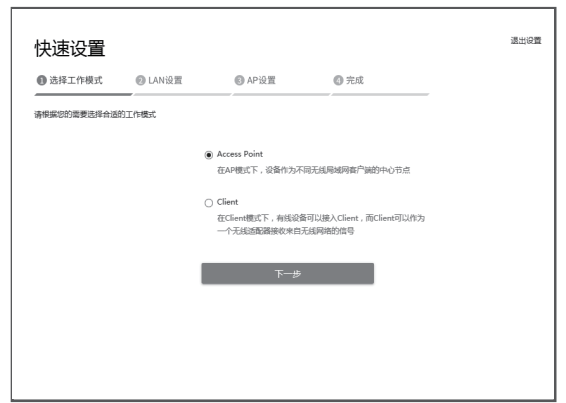 快速设置
退出设置
1 选择工作模式 2 LAN设置 3 AP设置 4 完成
请根据您的需要选择合适的工作模式
Access Point
在AP模式下，设备作为不同无线局域网客户端的中心节点
Client
在Client模式下，有线设备可以接入Client，而Client可以作为
一个无线适配器接收来自无线网络的信号
下一步